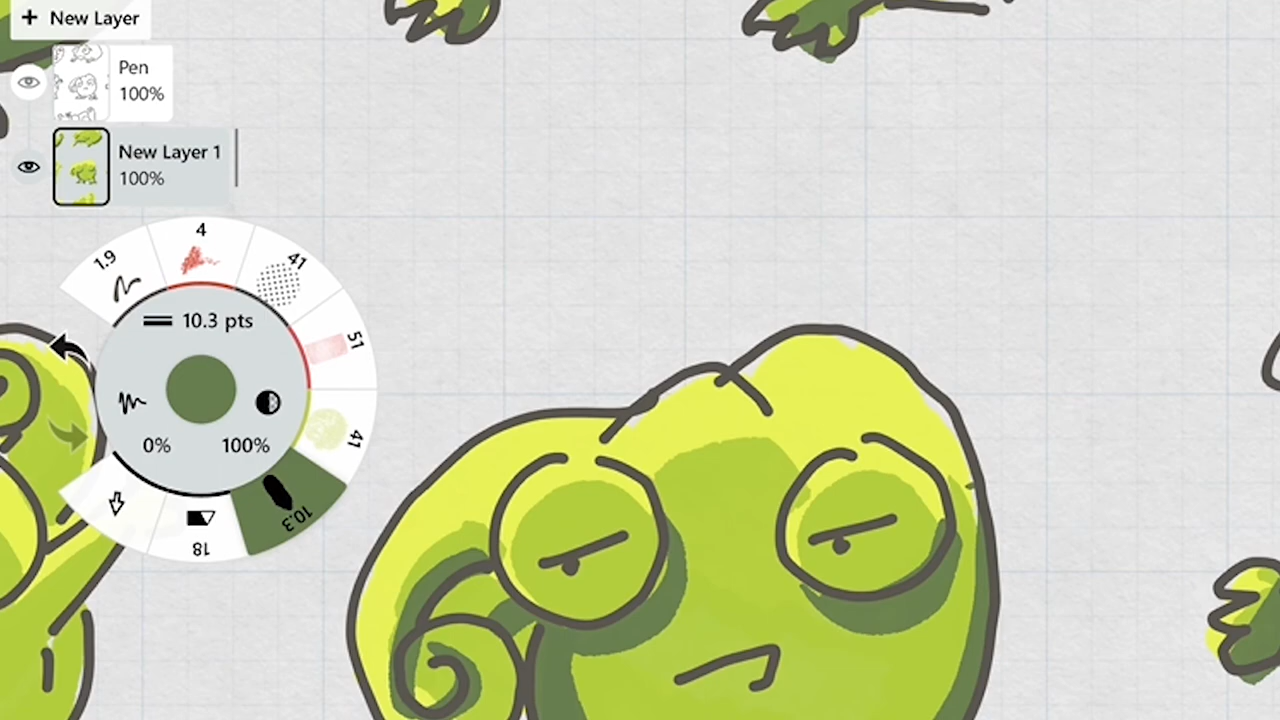 + New Layer
Pen
100%
New Layer 1
100%
4
1.9
41
10.3 pts
51
0%
100%
41
10.3
18